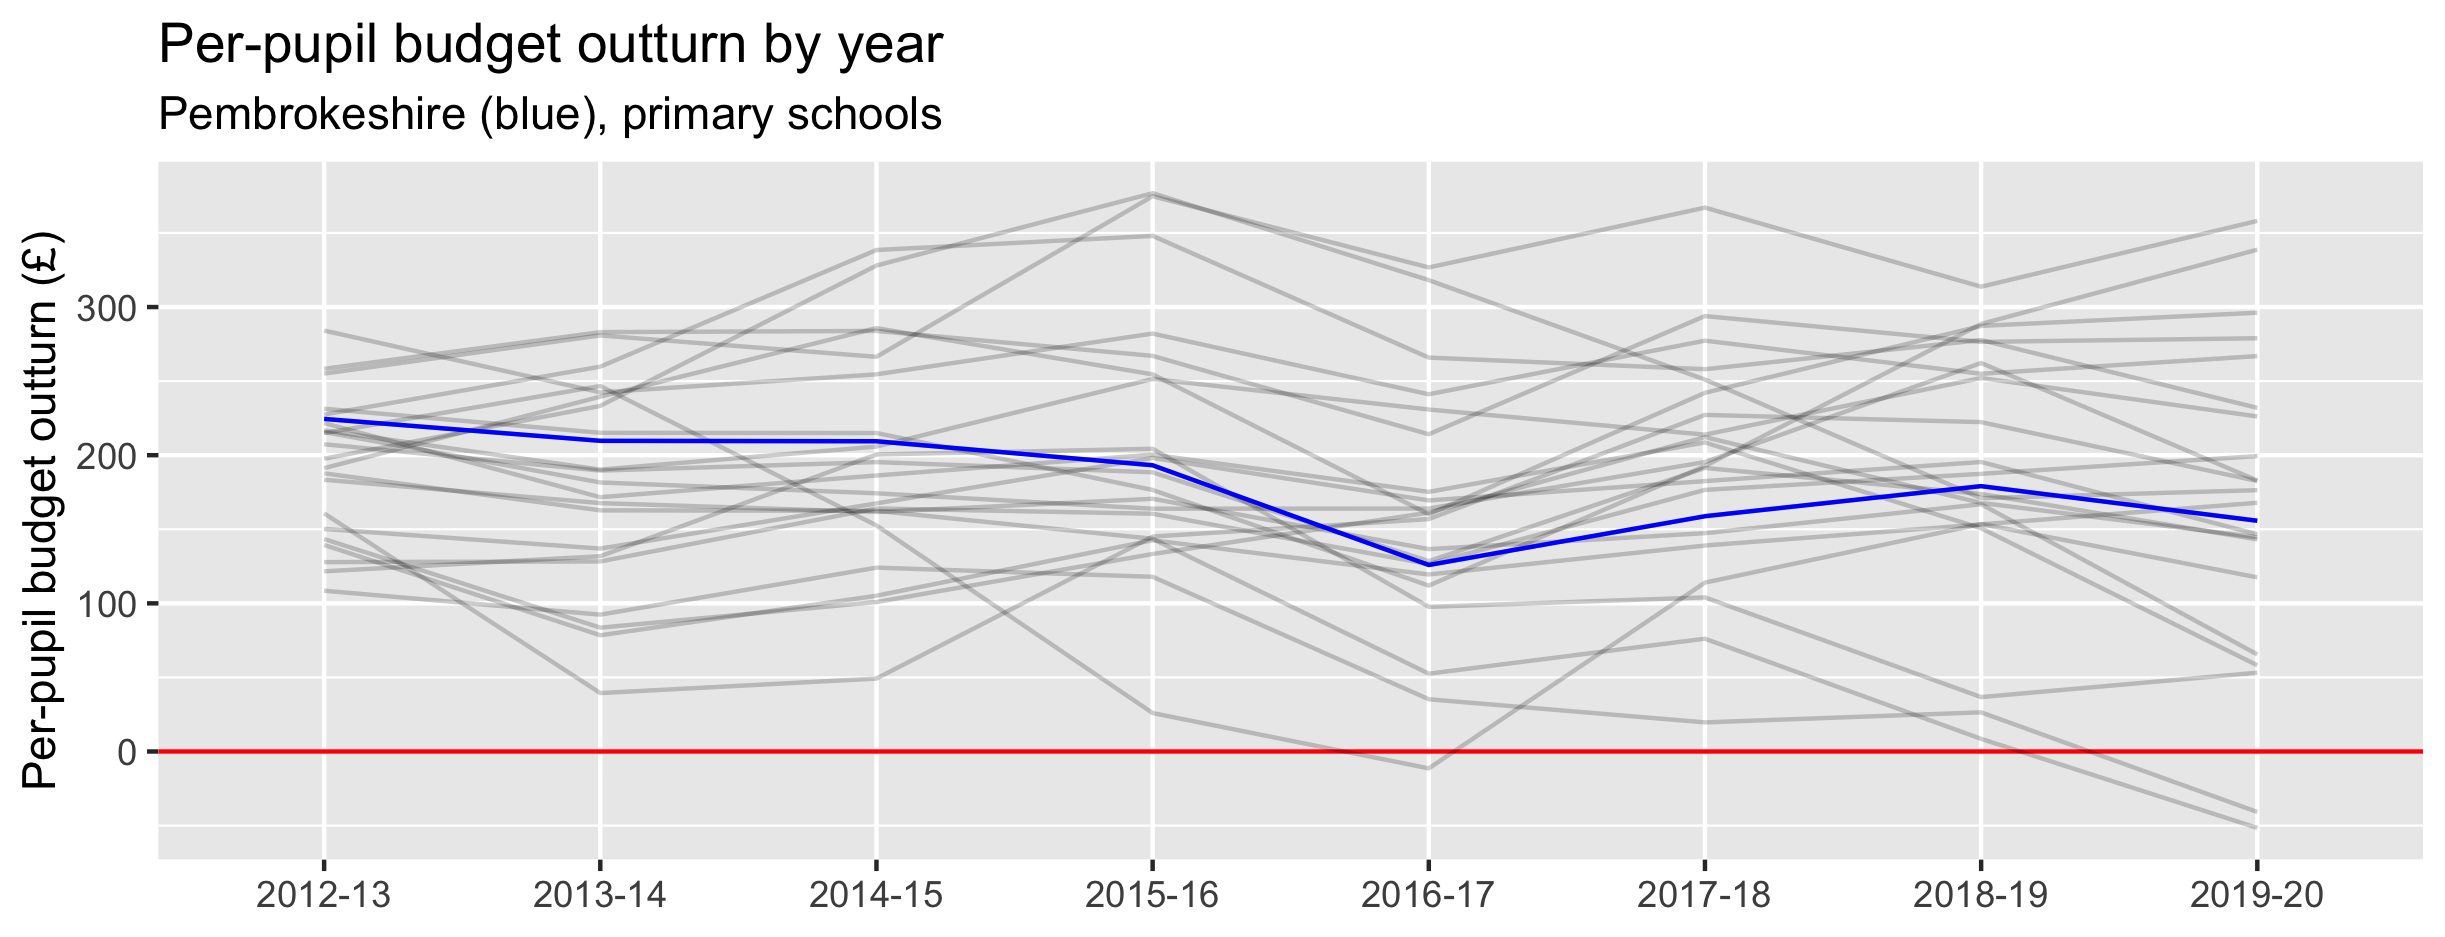 Per-pupil budget outturn by year
Pembrokeshire (blue), primary schools
Per-pupil budget outturn (£)
300
200
100
0
2012-13 2013-14 2014-15 2015-16 2016-17 2017-18 2018-19 2019-20